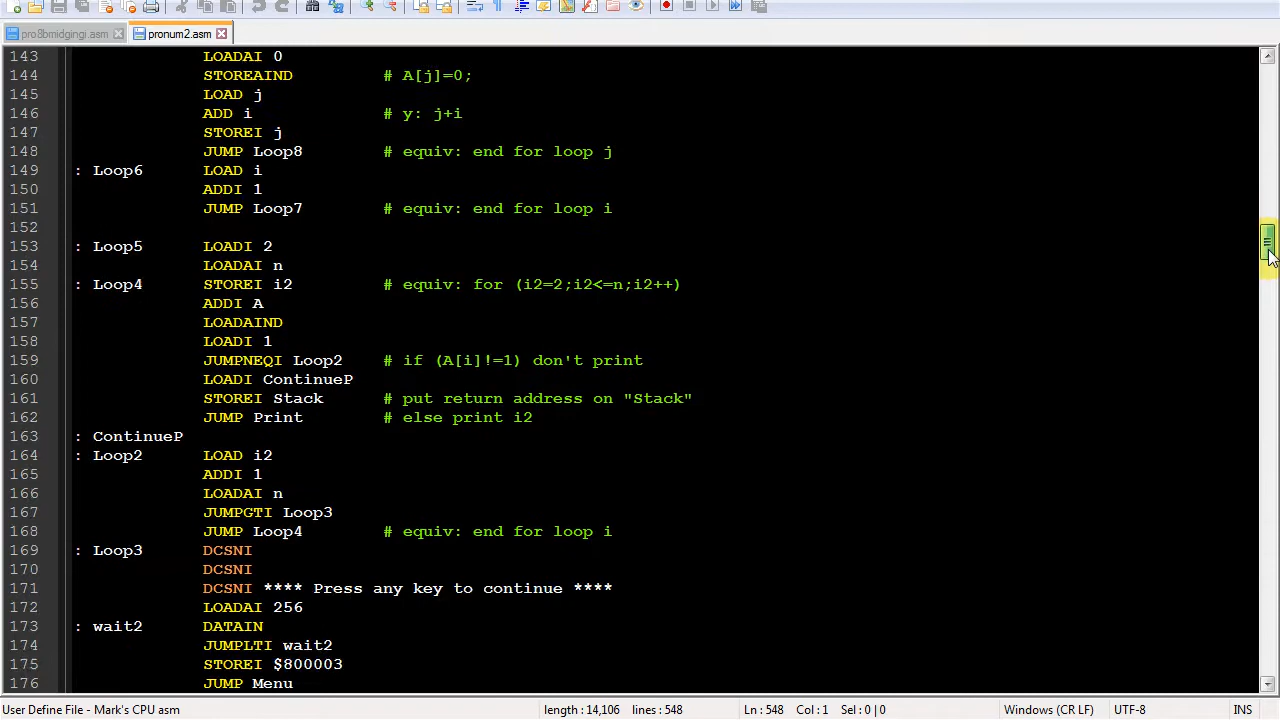 pro8bmidgingi.asm pronum2.asm
143 LOADAI 0
144 STOREAIND # A[j]=0;
145 LOAD j
146 ADD i # y: j+i
147 STOREI j
148 JUMP Loop8 # equiv: end for loop j
149 : Loop6 LOAD i
150 ADDI 1
151 JUMP Loop7 # equiv: end for loop i
152
153 : Loop5 LOADI 2
154 LOADAI n
155 : Loop4 STOREI i2 # equiv: for (i2=2;i2<=n;i2++)
156 ADDI A
157 LOADAIND
158 LOADI 1
159 JUMPNEQI Loop2 # if (A[i]!=1) don't print
160 LOADI ContinueP
161 STOREI Stack # put return address on "Stack"
162 JUMP Print # else print i2
163 : ContinueP
164 : Loop2 LOAD i2
165 ADDI 1
166 LOADAI n
167 JUMPGTI Loop3
168 JUMP Loop4 # equiv: end for loop i
169 : Loop3 DCSNI
170 DCSNI
171 DCSNI **** Press any key to continue ****
172 LOADAI 256
173 : wait2 DATAIN
174 JUMPLTI wait2
175 STOREI $800003
176 JUMP Menu
User Define File - Mark's CPU asm length : 14,106 lines : 548 Ln : 548 Col : 1 Sel : 0 | 0 Windows (CR LF) UTF-8 INS